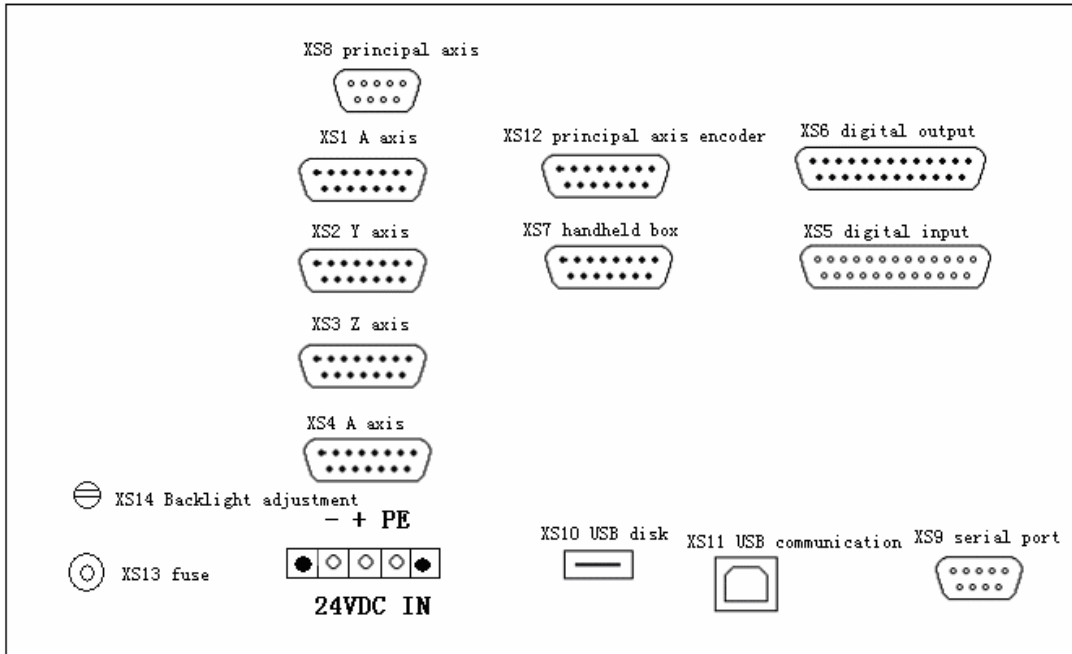 XS8 principal axis
XS1 A axis
XS12 principal axis encoder
XS6 digital output
XS2 Y axis
XS7 handheld box
XS5 digital input
XS3 Z axis
XS4 A axis
XS14 Backlight adjustment
- + PE
XS10 USB disk
XS11 USB communication
XS9 serial port
XS13 fuse
24VDC IN